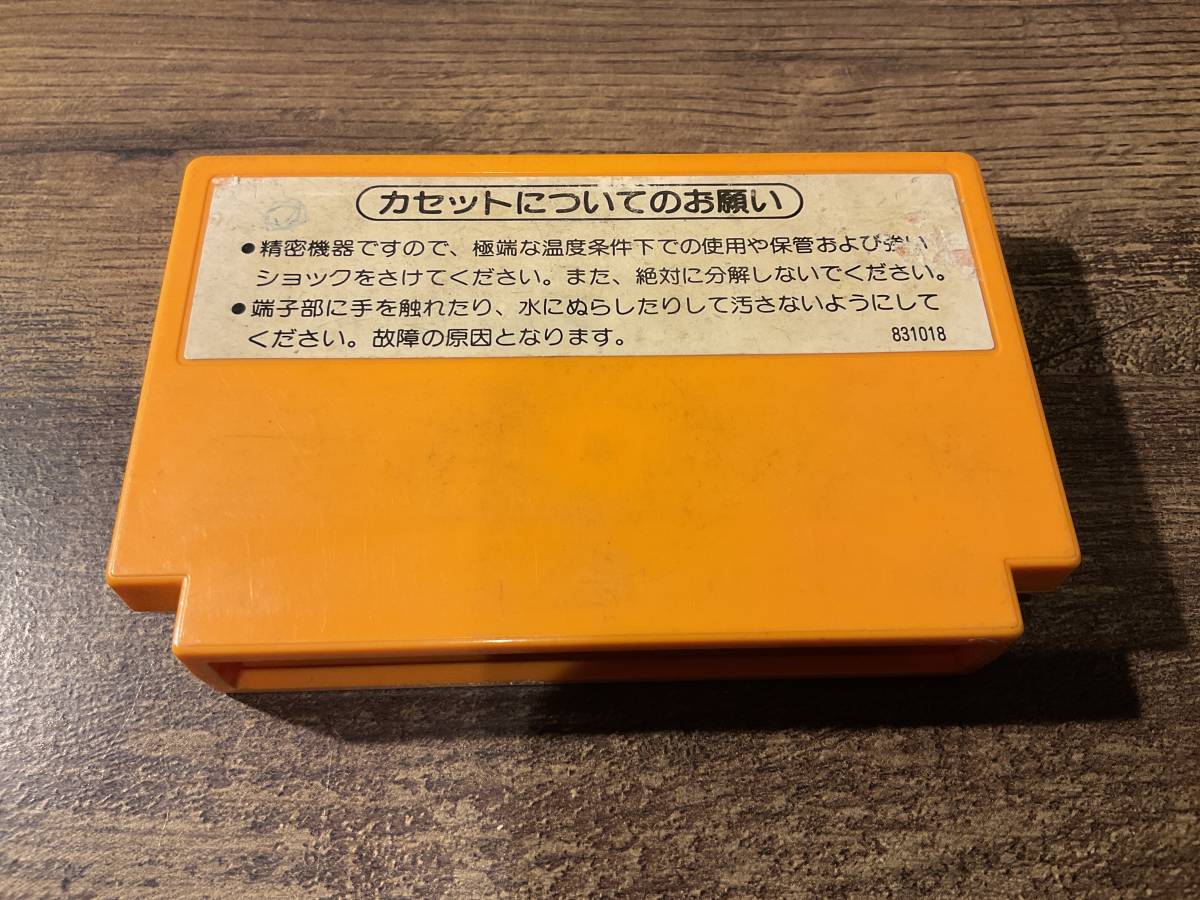 カセットについてのお願い
●精密機器ですので、極端な温度条件下での使用や保管および強い
ショックをさけてください。また、絶対に分解しないでください。
●端子部に手を触れたり、水にぬらしたりして汚さないようにして
ください。故障の原因となります。
831018